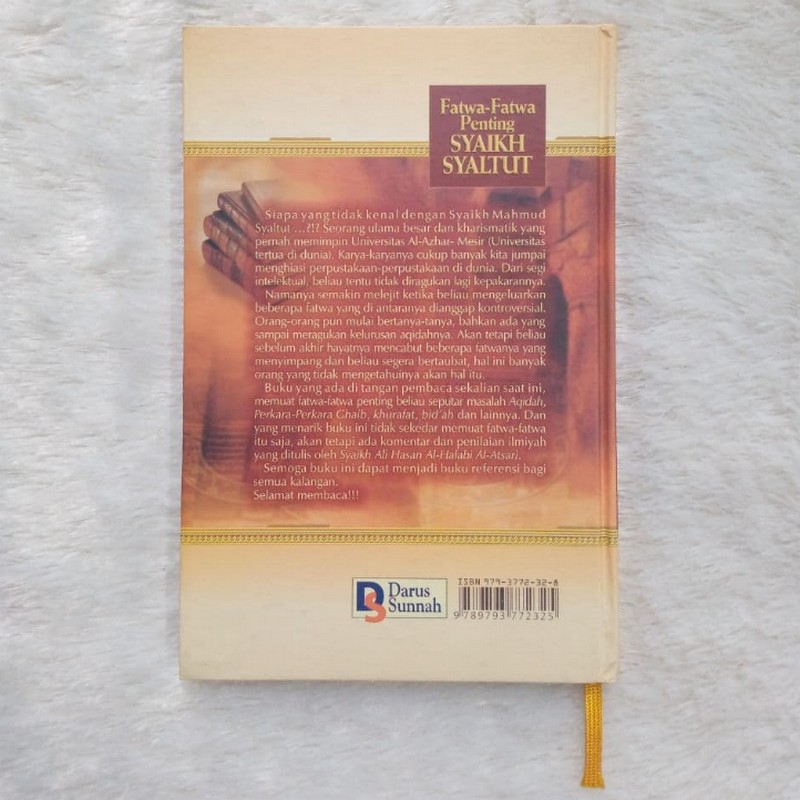 Fatwa-Fatwa
Penting
SYAIKH
SYALTUT
Siapa yang tidak kenal dengan Syaikh Mahmud
Syaltut ...?!? Seorang ulama besar dan kharismatik yang
pernah memimpin Universitas Al-Azhar- Mesir (Universitas
tertua di dunia). Karya-karyanya cukup banyak kita jumpai
menghiasi perpustakaan-perpustakaan di dunia. Dari segi
intelektual, beliau tentu tidak diragukan lagi kepakarannya.
Namanya semakin melejit ketika beliau mengeluarkan
beberapa fatwa yang di antaranya dianggap kontroversial.
Orang-orang pun mulai bertanya-tanya, bahkan ada yang
sampai meragukan kelurusan aqidahnya. Akan tetapi beliau
sebelum akhir hayatnya mencabut beberapa fatwanya yang
menyimpang dan beliau segera bertaubat, hal ini banyak
orang yang tidak mengetahuinya akan hal itu.
Buku yang ada di tangan pembaca sekalian saat ini,
memuat fatwa-fatwa penting beliau seputar masalah Aqidah,
Perkara-Perkara Ghaib, khurafat, bid'ah dan lainnya. Dan
yang menarik buku ini tidak sekedar memuat fatwa-fatwa
itu saja, akan tetapi ada komentar dan penilaian ilmiyah
yang ditulis oleh Syaikh Ali Hasan Al-Halabi Al-Atsari.
Semoga buku ini dapat menjadi buku referensi bagi
semua kalangan.
Selamat membaca!!!
DS Darus
Sunnah
ISBN 979-3772-32-8
9 789793 772325